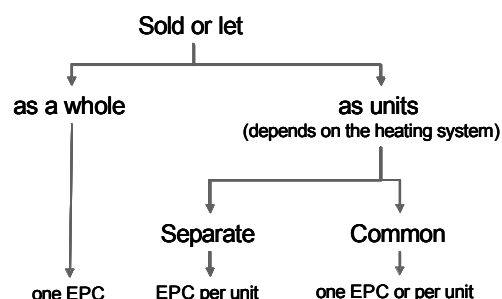 Sold or let
as a whole
as units
(depends on the heating system)
Separate
Common
one EPC
EPC per unit
one EPC or per unit